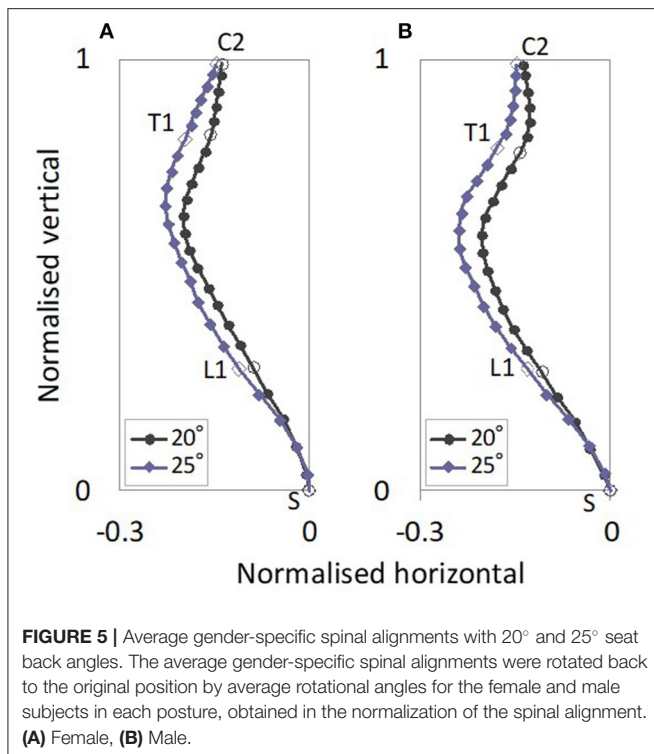 A
B
C2
C2
1
1
T1
T1
Normalised vertical
L1
L1
20°
25°
20°
25°
0
S
0
S
-0.3
0
-0.3
0
Normalised horizontal
FIGURE 5 | Average gender-specific spinal alignments with 20° and 25° seat
back angles. The average gender-specific spinal alignments were rotated back
to the original position by average rotational angles for the female and male
subjects in each posture, obtained in the normalization of the spinal alignment.
(A) Female, (B) Male.